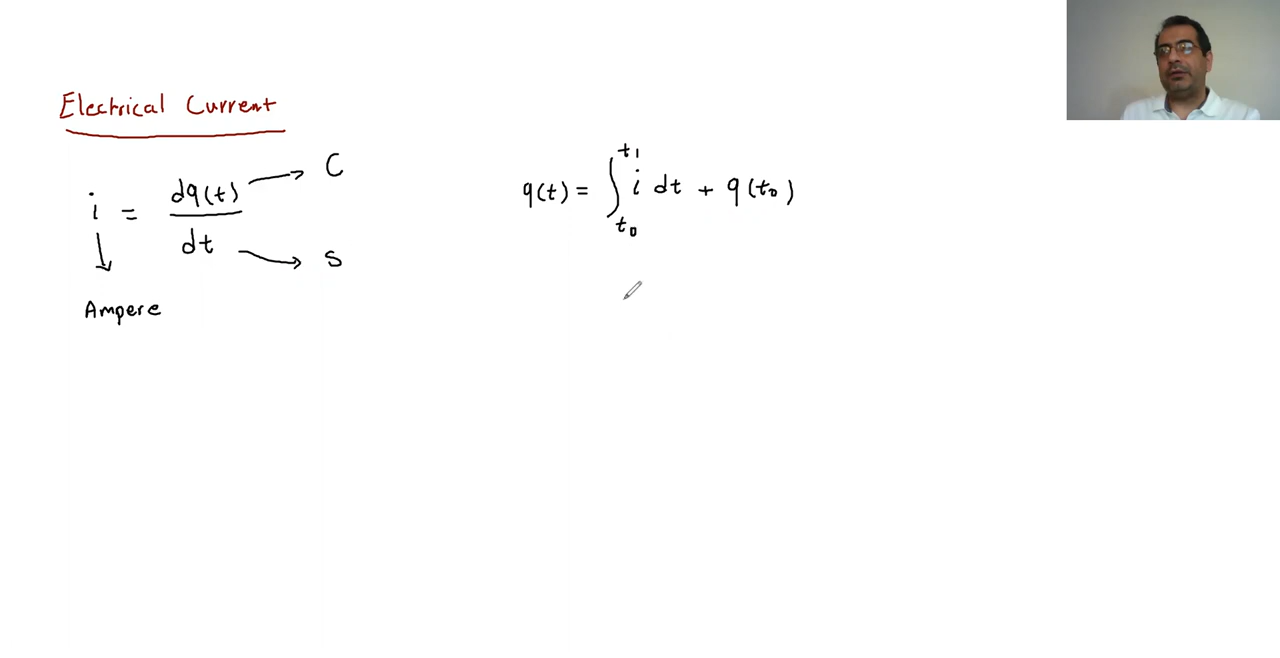 Electrical Current
i = dq(t)/dt
C
s
Ampere
q(t) = ∫_{t₀}^{t₁} i dt + q(t₀)